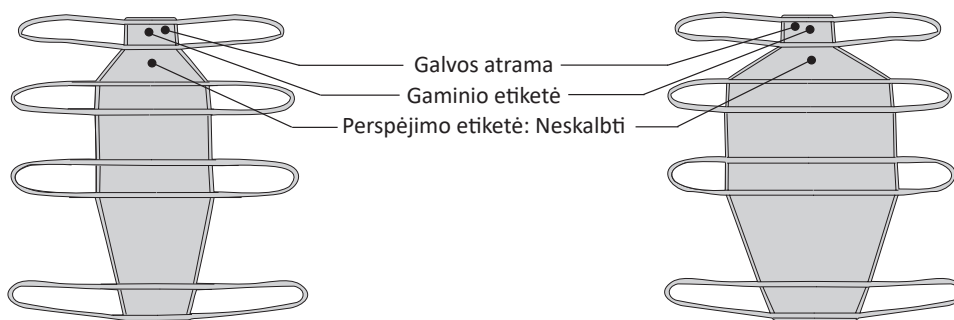 Galvos atrama
Gaminio etiketė
Perspėjimo etiketė: Neskalbti